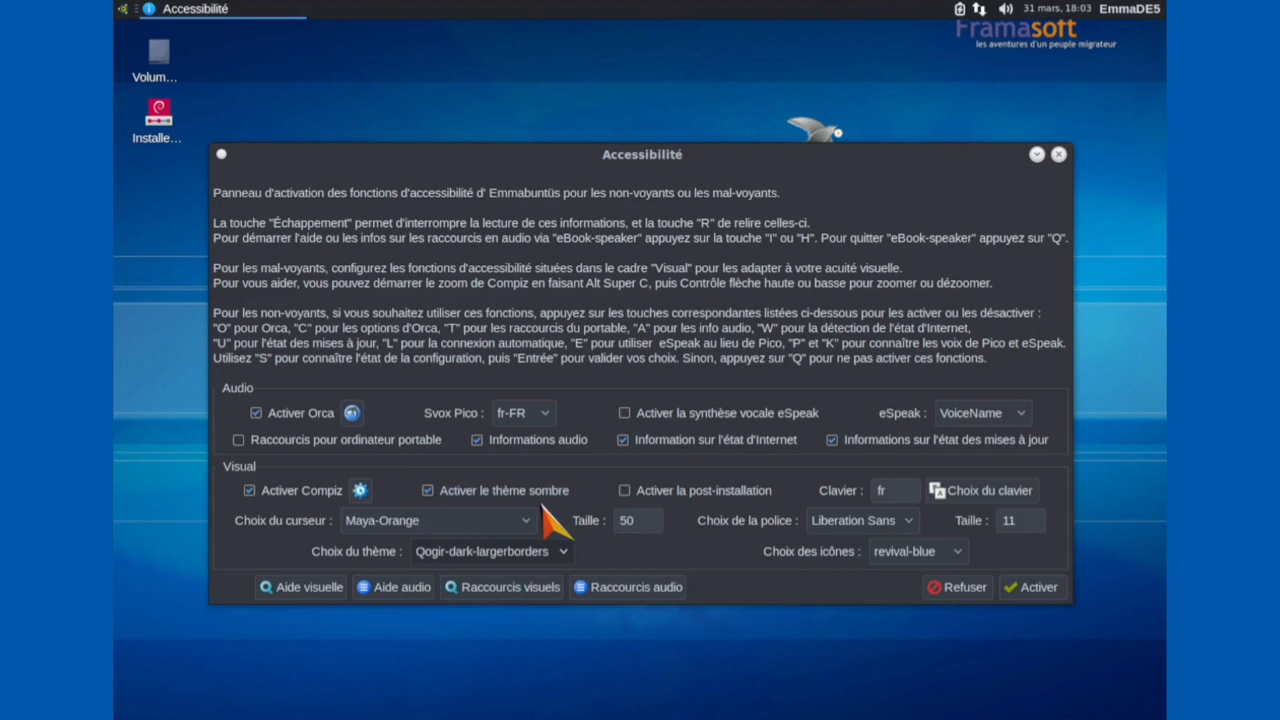 Accessibilité
31 mars, 18:03 EmmaDE5
Framasoft
les aventures d'un peuple migrateur
Volum…
Installe…
Accessibilité
Panneau d'activation des fonctions d'accessibilité d' Emmabuntüs pour les non-voyants ou les mal-voyants.
La touche "Échappement" permet d'interrompre la lecture de ces informations, et la touche "R" de relire celles-ci.
Pour démarrer l'aide ou les infos sur les raccourcis en audio via "eBook-speaker" appuyez sur la touche "I" ou "H". Pour quitter "eBook-speaker" appuyez sur "Q".
Pour les mal-voyants, configurez les fonctions d'accessibilité situées dans le cadre "Visual" pour les adapter à votre acuité visuelle.
Pour vous aider, vous pouvez démarrer le zoom de Compiz en faisant Alt Super C, puis Contrôle flèche haute ou basse pour zoomer ou dézoomer.
Pour les non-voyants, si vous souhaitez utiliser ces fonctions, appuyez sur les touches correspondantes listées ci-dessous pour les activer ou les désactiver :
"O" pour Orca, "C" pour les options d'Orca, "T" pour les raccourcis du portable, "A" pour les info audio, "W" pour la détection de l'état d'Internet,
"U" pour l'état des mises à jour, "L" pour la connexion automatique, "E" pour utiliser  eSpeak au lieu de Pico, "P" et "K" pour connaître les voix de Pico et eSpeak.
Utilisez "S" pour connaître l'état de la configuration, puis "Entrée" pour valider vos choix. Sinon, appuyez sur "Q" pour ne pas activer ces fonctions.
Audio
Activer Orca Svox Pico : fr-FR Activer la synthèse vocale eSpeak eSpeak : VoiceName
Raccourcis pour ordinateur portable Informations audio Information sur l'état d'Internet Informations sur l'état des mises à jour
Visual
Activer Compiz Activer le thème sombre Activer la post-installation Clavier : fr Choix du clavier
Choix du curseur : Maya-Orange Taille : 50 Choix de la police : Liberation Sans Taille : 11
Choix du thème : Qogir-dark-largerborders Choix des icônes : revival-blue
Aide visuelle Aide audio Raccourcis visuels Raccourcis audio Refuser Activer